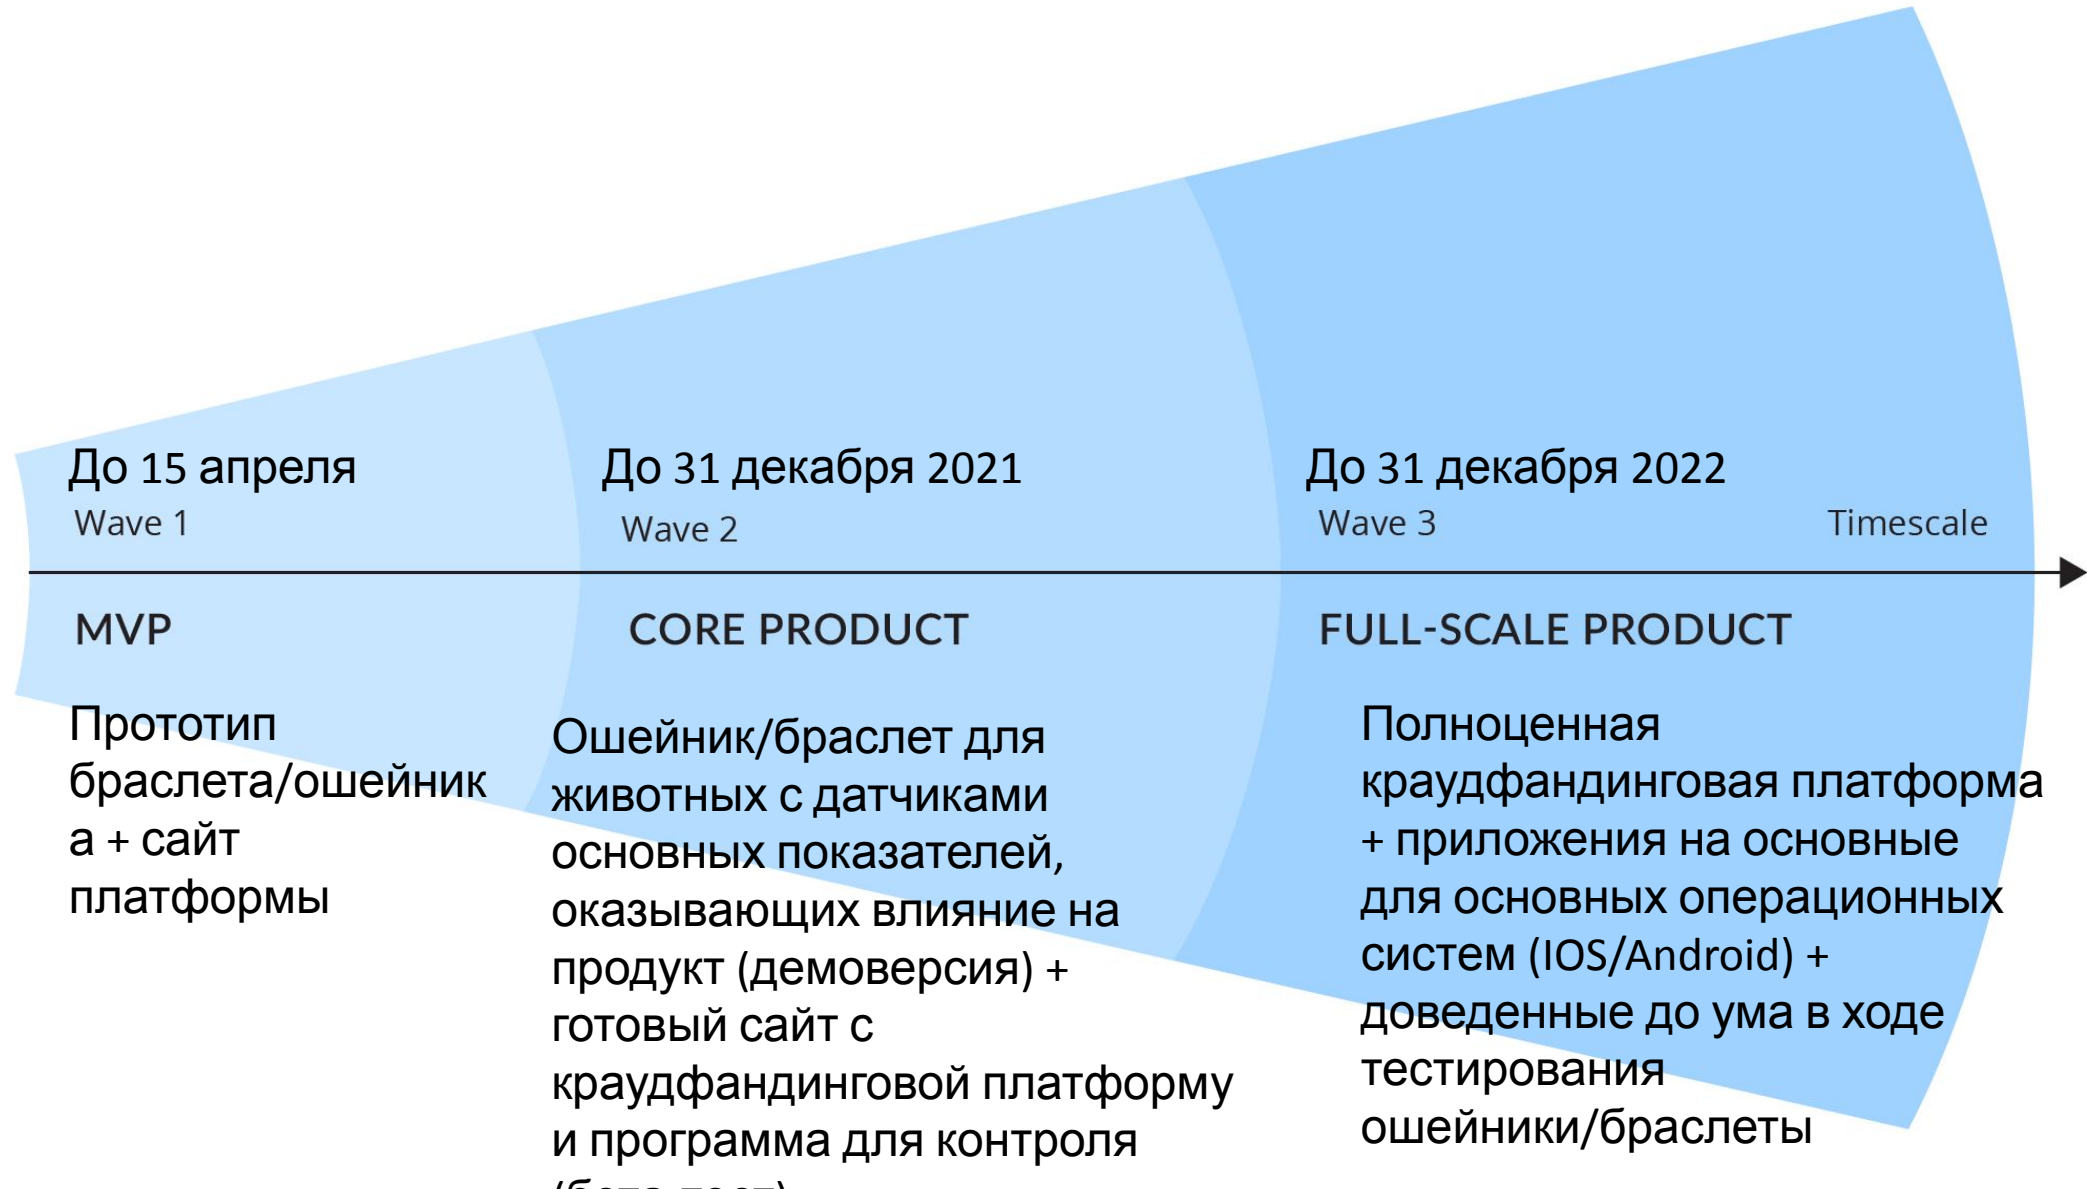 До 15 апреля
Wave 1
MVP
Прототип
браслета/ошейник
а + сайт
платформы
До 31 декабря 2021
Wave 2
CORE PRODUCT
Ошейник/браслет для
животных с датчиками
основных показателей,
оказывающих влияние на
продукт (демоверсия) +
готовый сайт с
краудфандинговой платформу
и программа для контроля
До 31 декабря 2022
Wave 3
Timescale
FULL-SCALE PRODUCT
Полноценная
краудфандинговая платформа
+ приложения на основные
для основных операционных
систем (IOS/Android) +
доведенные до ума в ходе
тестирования
ошейники/браслеты